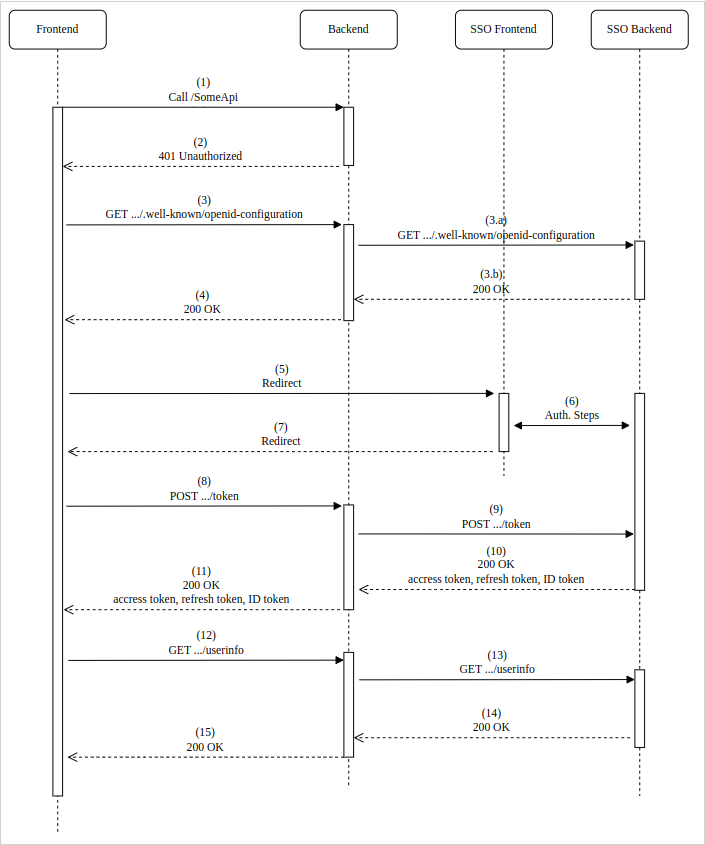 Frontend
Backend
SSO Frontend
SSO Backend
(1)
Call /SomeApi
(2)
401 Unauthorized
(3)
GET .../.well-known/openid-configuration
(3.a)
GET .../.well-known/openid-configuration
(3.b)
200 OK
(4)
200 OK
(5)
Redirect
(6)
Auth. Steps
(7)
Redirect
(8)
POST .../token
(9)
POST .../token
(10)
200 OK
accress token, refresh token, ID token
(11)
200 OK
accress token, refresh token, ID token
(12)
GET .../userinfo
(13)
GET .../userinfo
(14)
200 OK
(15)
200 OK